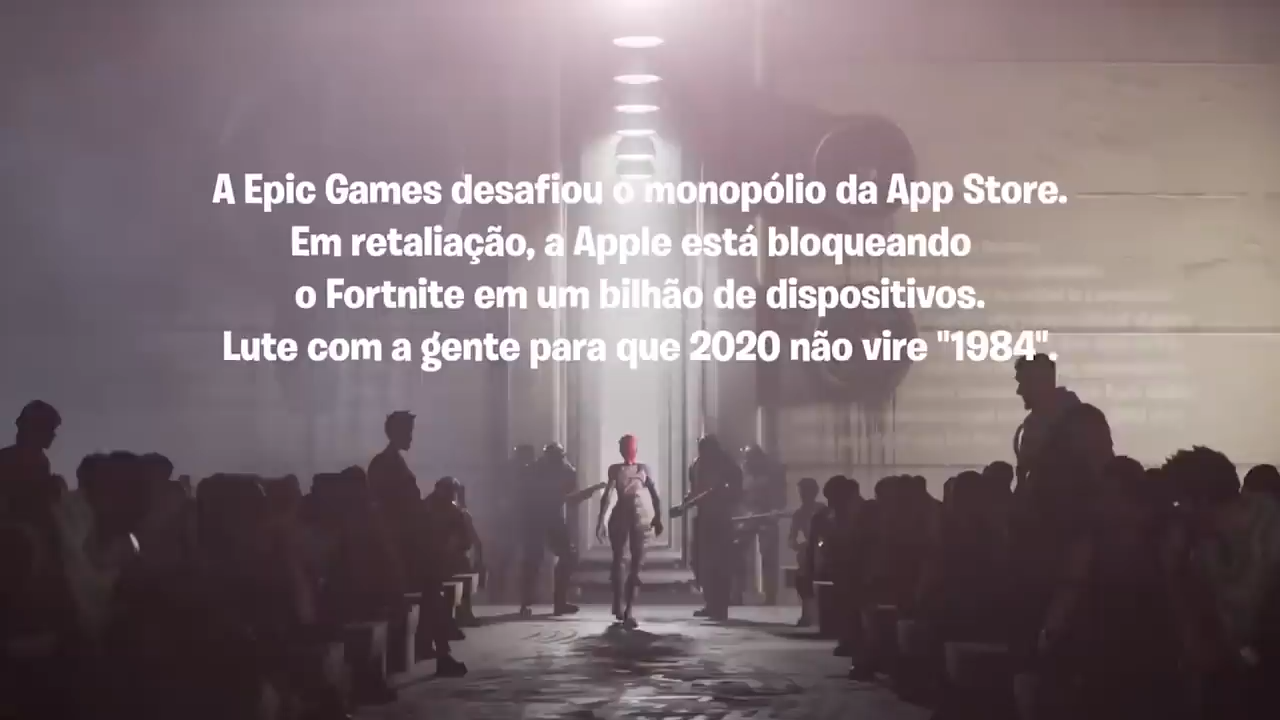 A Epic Games desafiou o monopólio da App Store.
Em retaliação, a Apple está bloqueando
o Fortnite em um bilhão de dispositivos.
Lute com a gente para que 2020 não vire "1984".